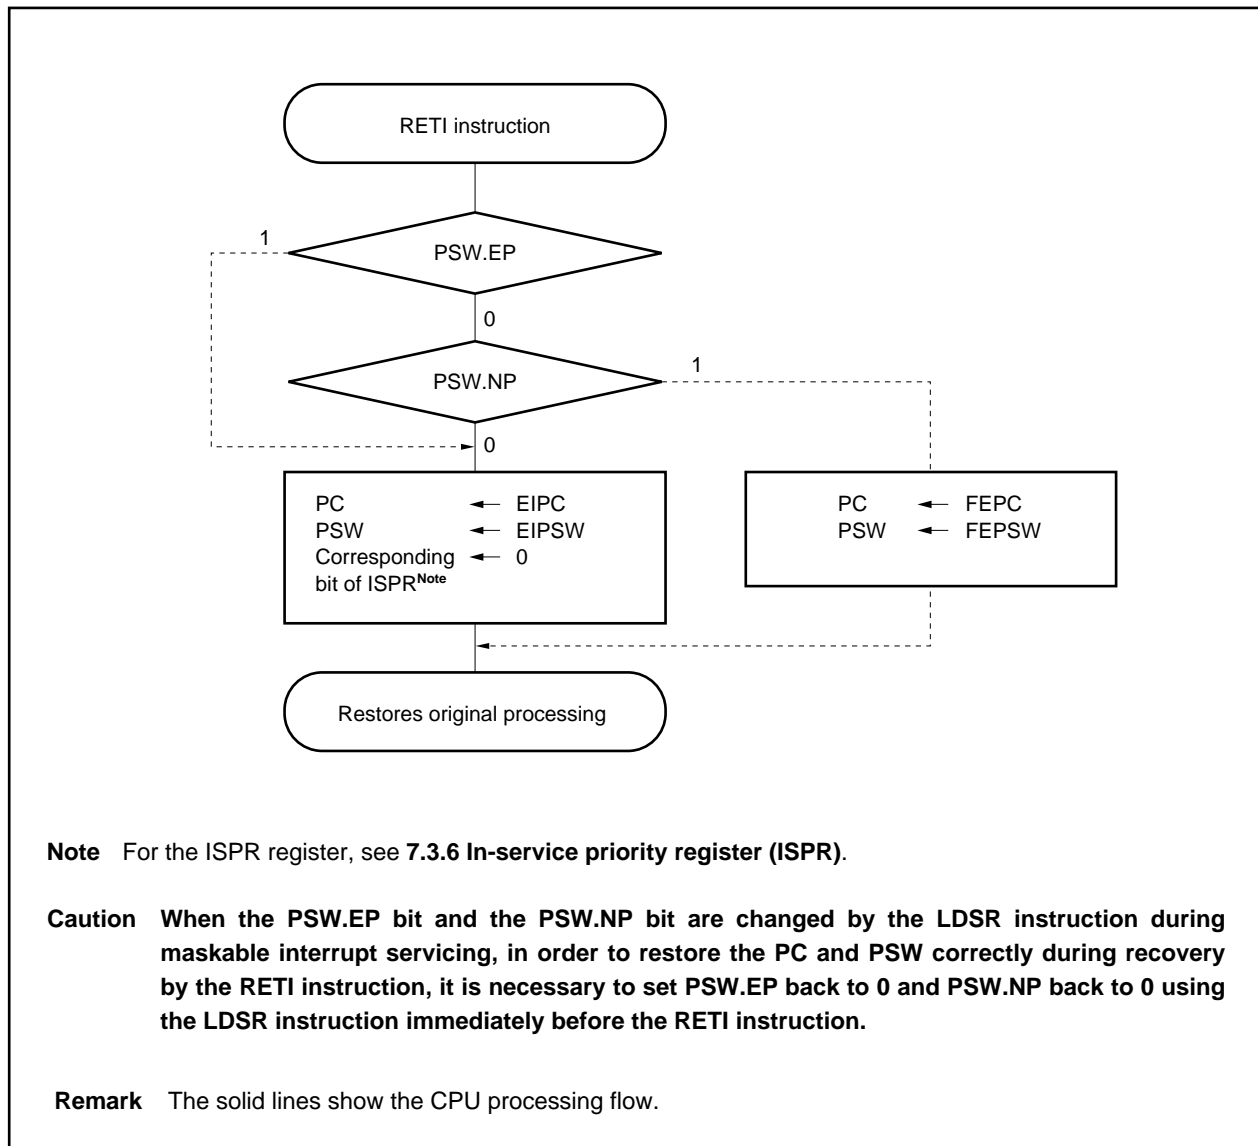 RETI instruction
1
PSW.EP
0
PSW.NP
1
0
PC ← EIPC
PSW ← EIPSW
Corresponding ← 0
bit of ISPRNote
PC ← FEPC
PSW ← FEPSW
Restores original processing
Note For the ISPR register, see 7.3.6 In-service priority register (ISPR).
Caution When the PSW.EP bit and the PSW.NP bit are changed by the LDSR instruction during
maskable interrupt servicing, in order to restore the PC and PSW correctly during recovery
by the RETI instruction, it is necessary to set PSW.EP back to 0 and PSW.NP back to 0 using
the LDSR instruction immediately before the RETI instruction.
Remark The solid lines show the CPU processing flow.